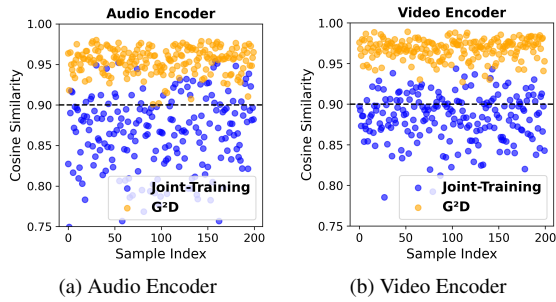 Audio Encoder
Cosine Similarity
1.00
0.95
0.90
0.85
0.80
0.75
Joint-Training
G²D
0 50 100 150 200
Sample Index
(a) Audio Encoder
Video Encoder
Cosine Similarity
1.00
0.95
0.90
0.85
0.80
0.75
Joint-Training
G²D
0 50 100 150 200
Sample Index
(b) Video Encoder